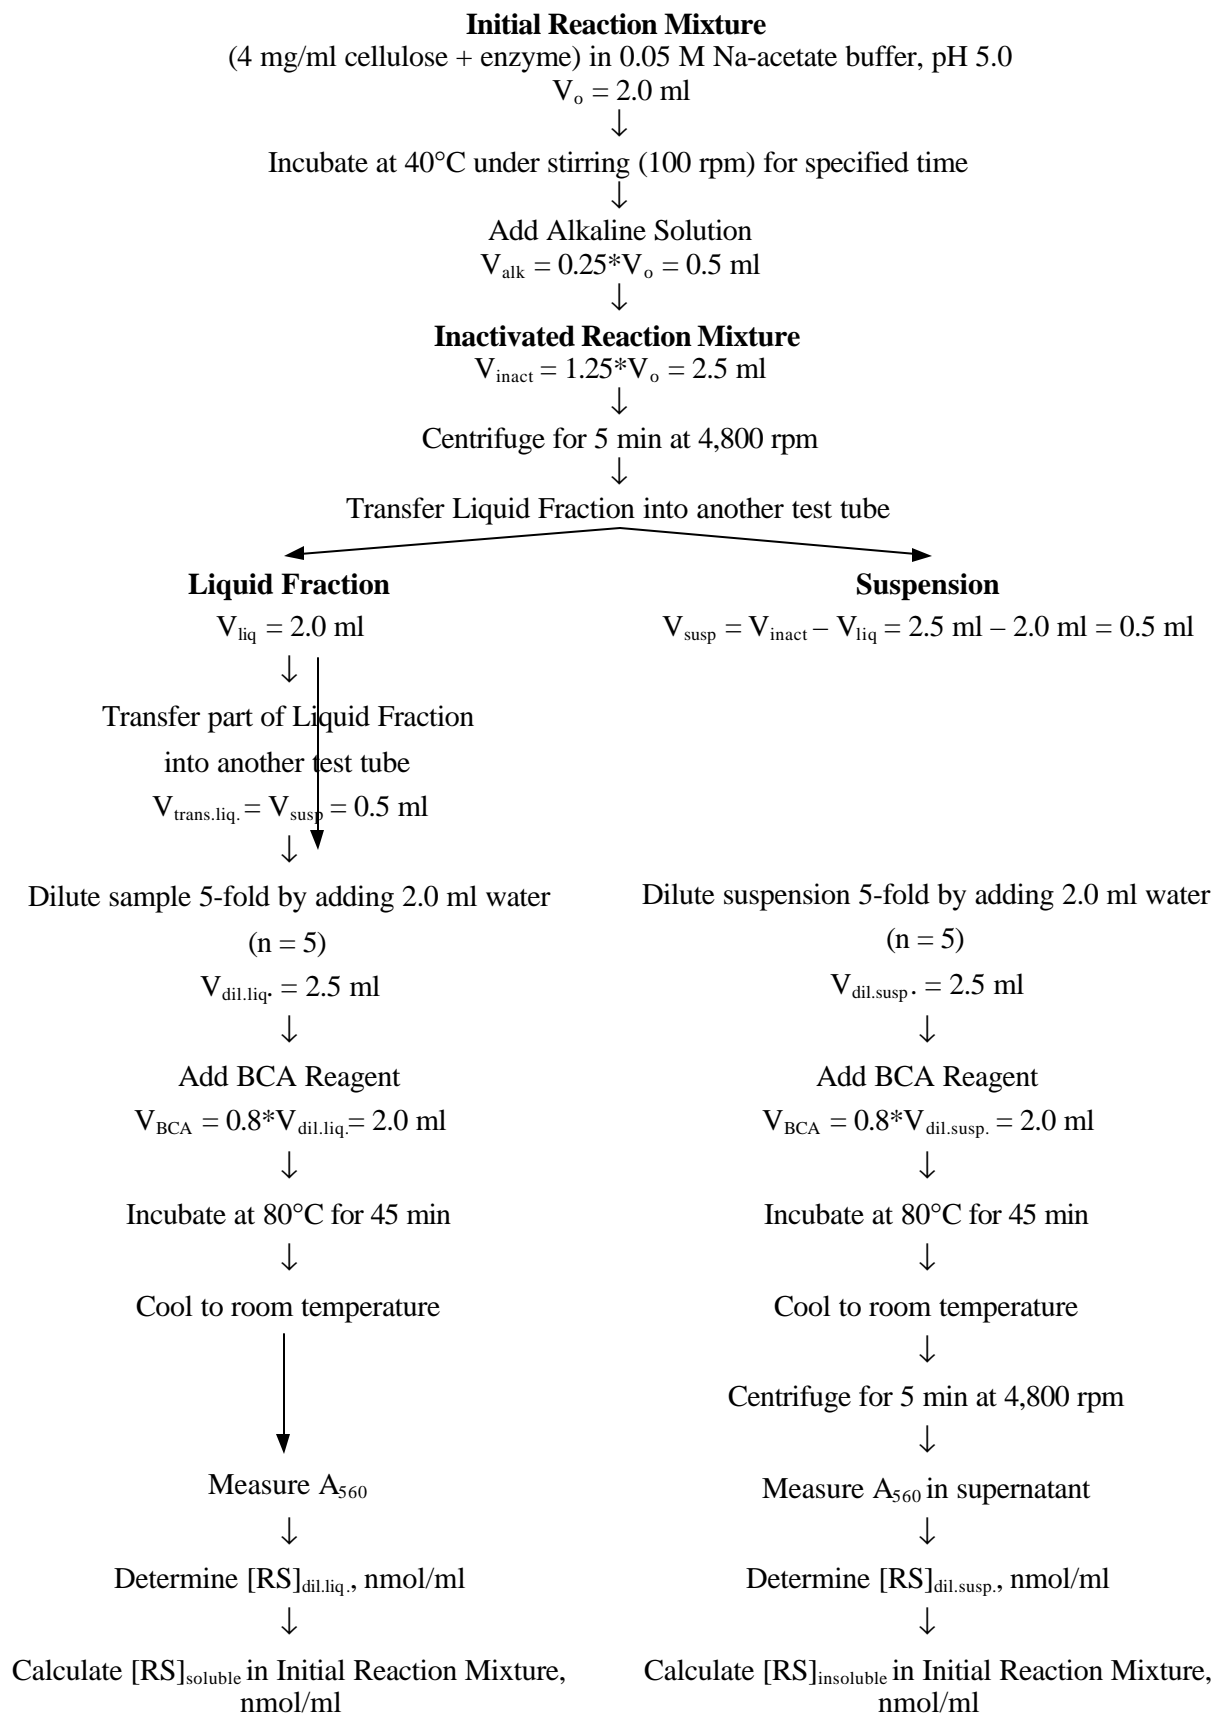 Initial Reaction Mixture
(4 mg/ml cellulose + enzyme) in 0.05 M Na-acetate buffer, pH 5.0
Vo = 2.0 ml
↓
Incubate at 40°C under stirring (100 rpm) for specified time
↓
Add Alkaline Solution
Valk = 0.25*Vo = 0.5 ml
↓
Inactivated Reaction Mixture
Vinact = 1.25*Vo = 2.5 ml
↓
Centrifuge for 5 min at 4,800 rpm
↓
Transfer Liquid Fraction into another test tube
Liquid Fraction
Vliq = 2.0 ml
↓
Transfer part of Liquid Fraction
into another test tube
Vtrans.liq. = Vsusp = 0.5 ml
↓
Dilute sample 5-fold by adding 2.0 ml water
(n = 5)
Vdil.liq. = 2.5 ml
↓
Add BCA Reagent
VBCA = 0.8*Vdil.liq.= 2.0 ml
↓
Incubate at 80°C for 45 min
↓
Cool to room temperature
Measure A560
↓
Determine [RS]dil.liq., nmol/ml
↓
Calculate [RS]soluble in Initial Reaction Mixture,
nmol/ml
Suspension
Vsusp = Vinact – Vliq = 2.5 ml – 2.0 ml = 0.5 ml
Dilute suspension 5-fold by adding 2.0 ml water
(n = 5)
Vdil.susp. = 2.5 ml
↓
Add BCA Reagent
VBCA = 0.8*Vdil.susp. = 2.0 ml
↓
Incubate at 80°C for 45 min
↓
Cool to room temperature
↓
Centrifuge for 5 min at 4,800 rpm
↓
Measure A560 in supernatant
↓
Determine [RS]dil.susp., nmol/ml
↓
Calculate [RS]insoluble in Initial Reaction Mixture,
nmol/ml